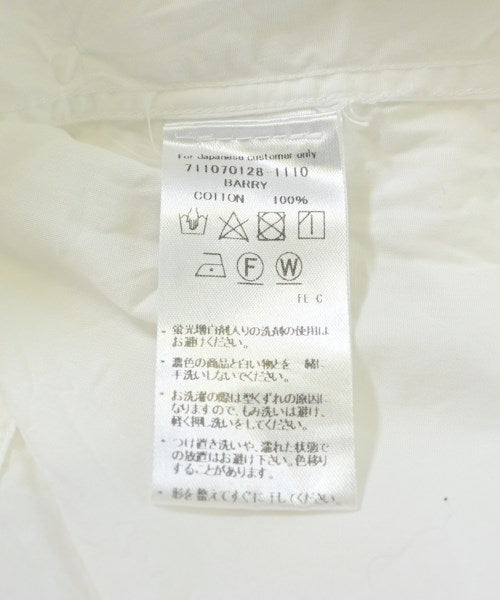 For Japanese customer only
711070128-1110
BARRY
COTTON 100%
F W
FE-C
・蛍光増白剤入りの洗剤の使用は
お避けください。
・濃色の商品と白い物とを一緒に
手洗いしないでください。
・お洗濯の際は型くずれの原因に
なりますので、もみ洗いは避け、
軽く押し洗いをしてください。
・つけ置き洗いや、濡れた状態で
の放置はお避け下さい。色移り
することがあります。
・形を整えてすぐに干してください。